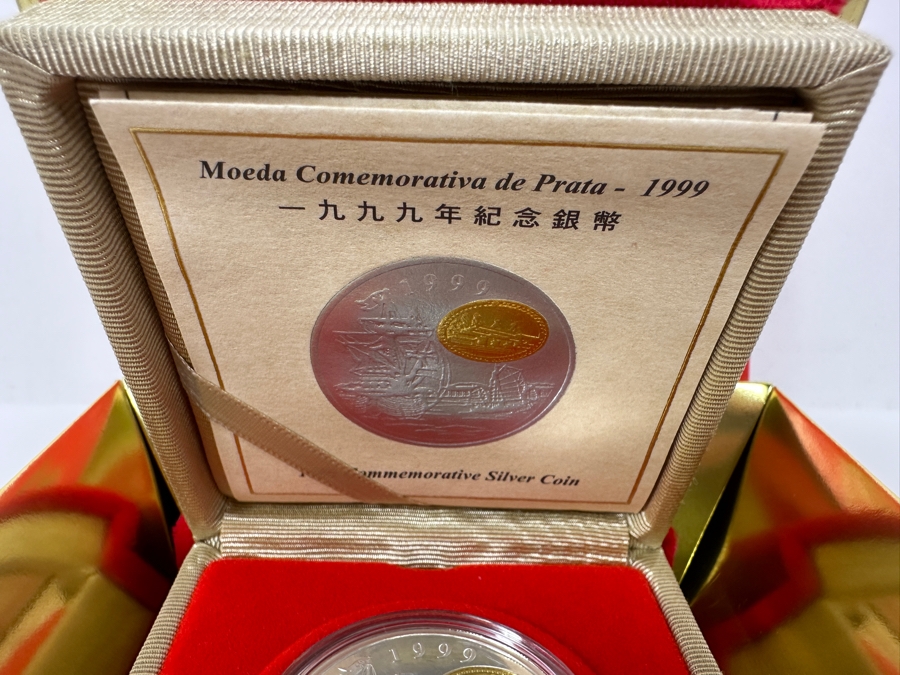 Moeda Comemorativa de Prata - 1999
一九九九年紀念銀幣
1999
Commemorative Silver Coin
1999